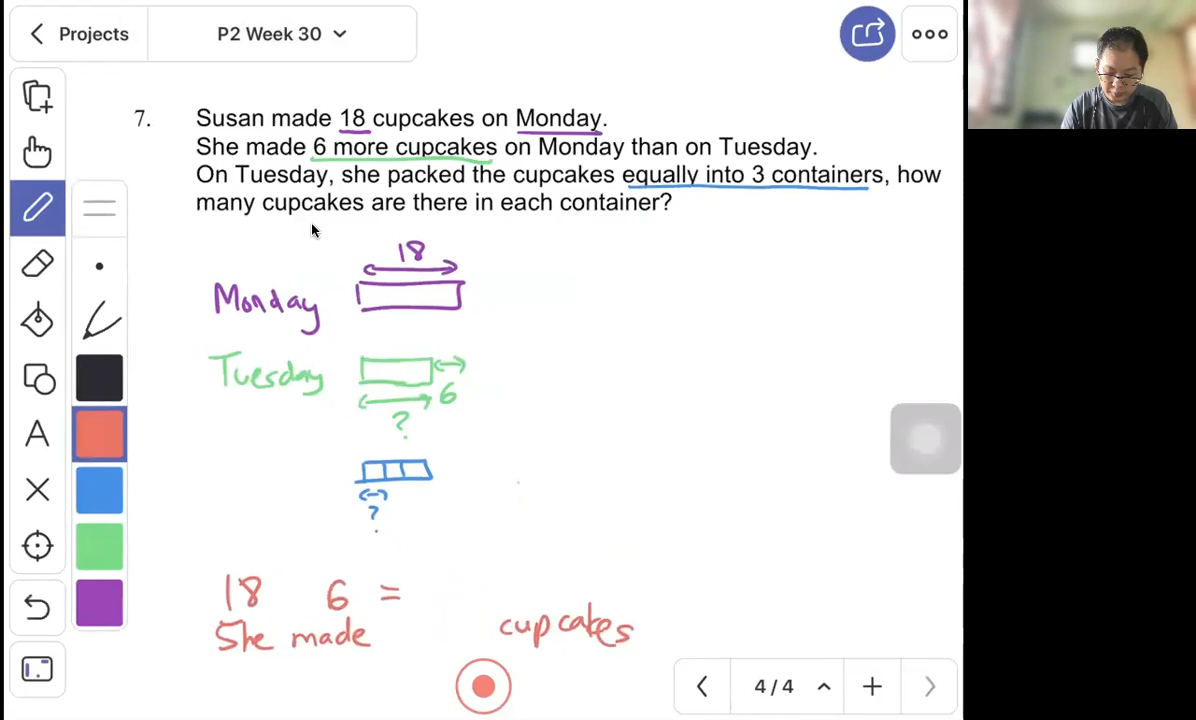 Projects
P2 Week 30
7.
Susan made 18 cupcakes on Monday.
She made 6 more cupcakes on Monday than on Tuesday.
On Tuesday, she packed the cupcakes equally into 3 containers, how
many cupcakes are there in each container?
18
Monday
Tuesday
6
?
?
18 6 =
She made cupcakes
A
4 / 4